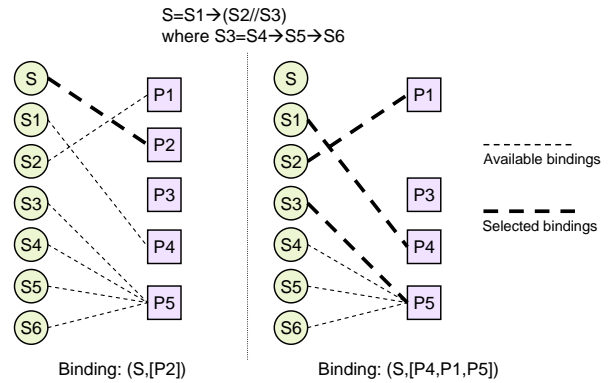 S=S1→(S2//S3)
where S3=S4→S5→S6
S
S1
S2
S3
S4
S5
S6
P1
P2
P3
P4
P5
Binding: (S,[P2])
S
S1
S2
S3
S4
S5
S6
P1
P3
P4
P5
Binding: (S,[P4,P1,P5])
Available bindings
Selected bindings